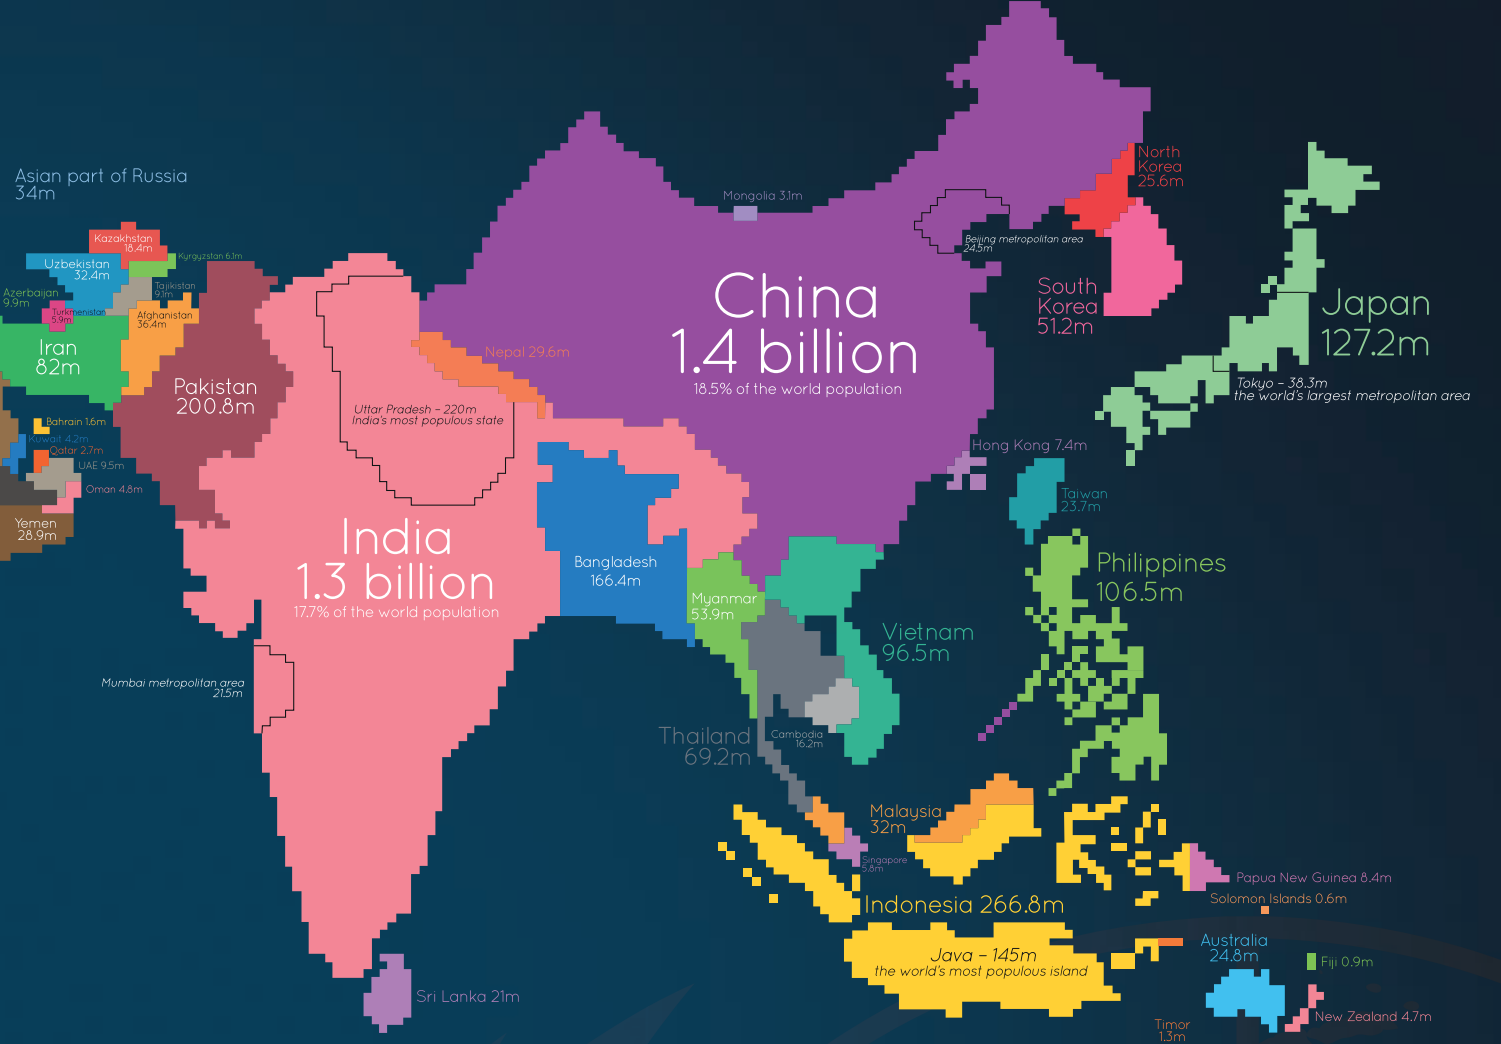 North
Korea
25.6m
Asian part of Russia
34m
Mongolia 3.1m
Kazakhstan
18.4m
Beijing metropolitan area
24.5m
Kyrgyzstan 6.1m
Uzbekistan
32.4m
China
1.4 billion
18.5% of the world population
Tajikistan
9.1m
South
Korea
51.2m
Japan
127.2m
Azerbaijan
9.9m
Turkmenistan
5.9m
Afghanistan
36.4m
Iran
82m
Nepal 29.6m
Pakistan
200.8m
Tokyo – 38.3m
the world's largest metropolitan area
Uttar Pradesh – 220m
India's most populous state
Bahrain 1.6m
Kuwait 4.2m
Qatar 2.7m
UAE 9.5m
Oman 4.8m
Hong Kong 7.4m
Taiwan
23.7m
Yemen
28.9m
India
1.3 billion
17.7% of the world population
Bangladesh
166.4m
Myanmar
53.9m
Philippines
106.5m
Vietnam
96.5m
Mumbai metropolitan area
21.5m
Thailand
69.2m
Cambodia
16.2m
Malaysia
32m
Singapore
5.8m
Papua New Guinea 8.4m
Solomon Islands 0.6m
Indonesia 266.8m
Java – 145m
the world's most populous island
Australia
24.8m
Fiji 0.9m
Sri Lanka 21m
New Zealand 4.7m
Timor
1.3m